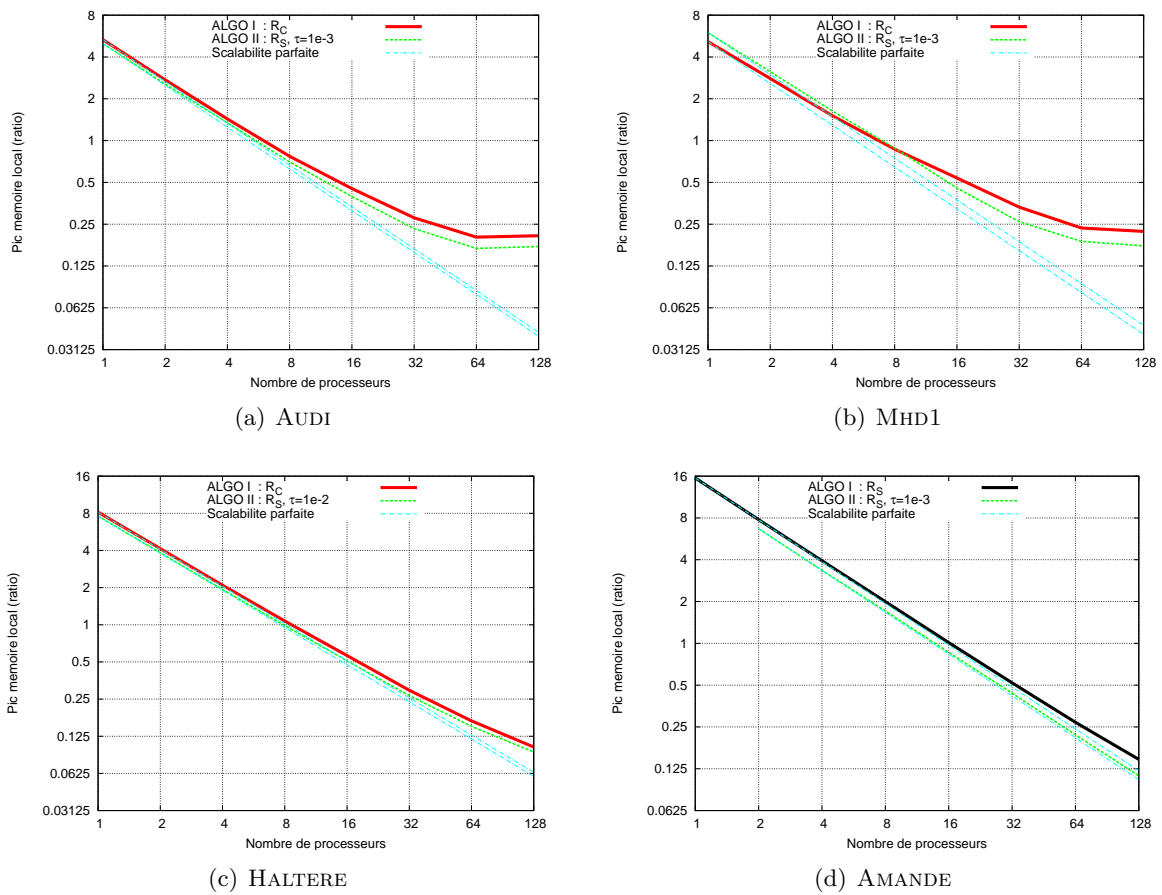 ALGO I : R_C
ALGO II : R_S, τ=1e-3
Scalabilite parfaite
8
4
2
1
0.5
0.25
0.125
0.0625
0.03125
Pic memoire local (ratio)
1 2 4 8 16 32 64 128
Nombre de processeurs
(a) AUDI
ALGO I : R_C
ALGO II : R_S, τ=1e-3
Scalabilite parfaite
8
4
2
1
0.5
0.25
0.125
0.0625
0.03125
Pic memoire local (ratio)
1 2 4 8 16 32 64 128
Nombre de processeurs
(b) MHD1
ALGO I : R_C
ALGO II : R_S, τ=1e-2
Scalabilite parfaite
16
8
4
2
1
0.5
0.25
0.125
0.0625
0.03125
Pic memoire local (ratio)
1 2 4 8 16 32 64 128
Nombre de processeurs
(c) HALTERE
ALGO I : R_S
ALGO II : R_S, τ=1e-3
Scalabilite parfaite
16
8
4
2
1
0.5
0.25
0.125
0.0625
Pic memoire local (ratio)
1 2 4 8 16 32 64 128
Nombre de processeurs
(d) AMANDE